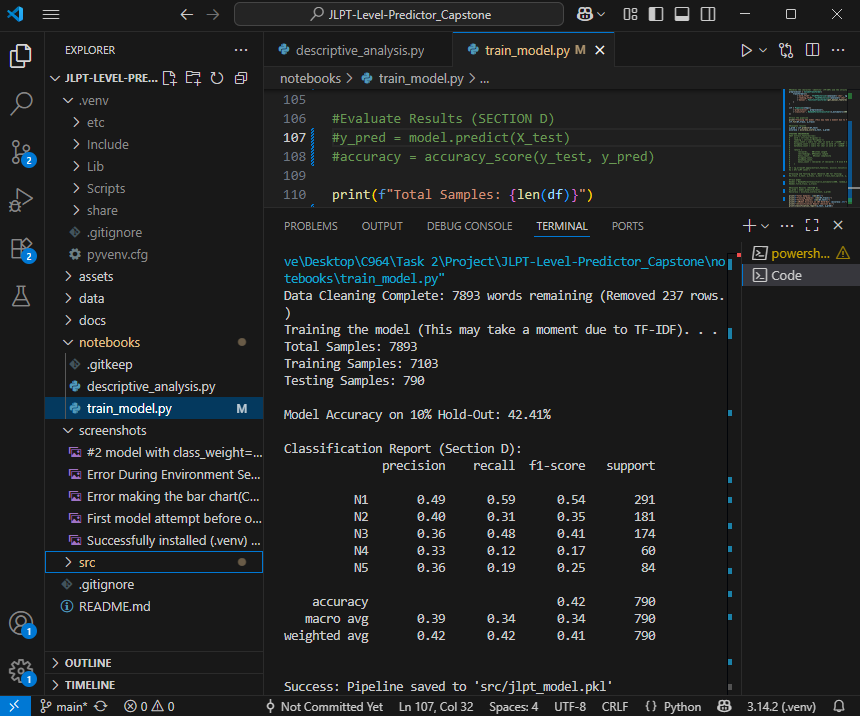 JLPT-Level-Predictor_Capstone
EXPLORER
JLPT-LEVEL-PRE...
.venv
etc
Include
Lib
Scripts
share
.gitignore
pyvenv.cfg
assets
data
docs
notebooks
.gitkeep
descriptive_analysis.py
train_model.py M
screenshots
#2 model with class_weight=...
Error During Environment Se...
Error making the bar chart(C...
First model attempt before o...
Successfully installed (.venv) ...
src
.gitignore
README.md
OUTLINE
TIMELINE
2
2
1
1
descriptive_analysis.py
train_model.py M
notebooks > train_model.py > ...
105
106 #Evaluate Results (SECTION D)
107 #y_pred = model.predict(X_test)
108 #accuracy = accuracy_score(y_test, y_pred)
109
110 print(f"Total Samples: {len(df)}")
PROBLEMS OUTPUT DEBUG CONSOLE TERMINAL PORTS
powersh...
Code
ve\Desktop\C964\Task 2\Project\JLPT-Level-Predictor_Capstone\no
tebooks\train_model.py"
Data Cleaning Complete: 7893 words remaining (Removed 237 rows.
)
Training the model (This may take a moment due to TF-IDF). . .
Total Samples: 7893
Training Samples: 7103
Testing Samples: 790
Model Accuracy on 10% Hold-Out: 42.41%
Classification Report (Section D):
precision recall f1-score support
N1 0.49 0.59 0.54 291
N2 0.40 0.31 0.35 181
N3 0.36 0.48 0.41 174
N4 0.33 0.12 0.17 60
N5 0.36 0.19 0.25 84
accuracy 0.42 790
macro avg 0.39 0.34 0.34 790
weighted avg 0.42 0.42 0.41 790
Success: Pipeline saved to 'src/jlpt_model.pkl'
main* 0 0 Not Committed Yet Ln 107, Col 32 Spaces: 4 UTF-8 CRLF {} Python 3.14.2 (.venv)